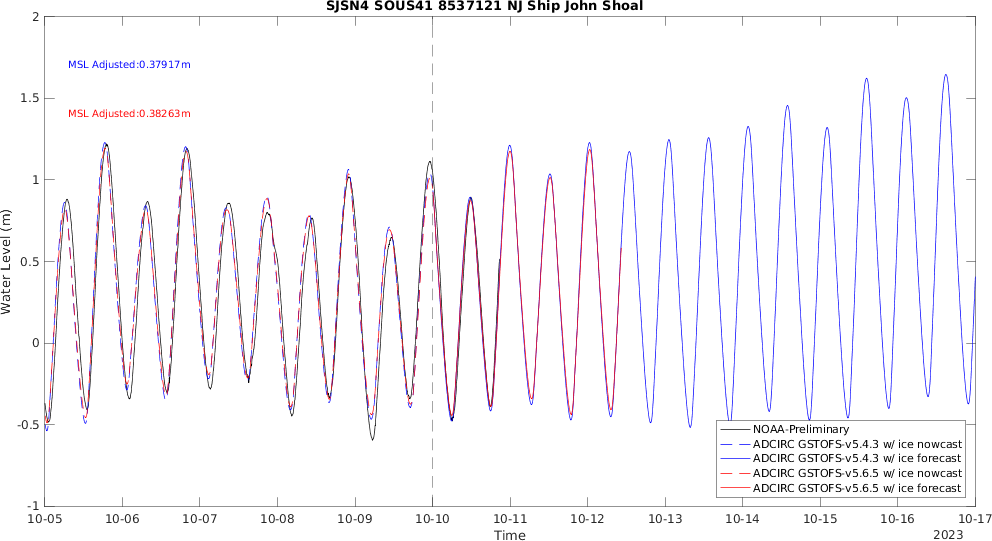 SJSN4 SOUS41 8537121 NJ Ship John Shoal
MSL Adjusted:0.37917m
MSL Adjusted:0.38263m
Water Level (m)
2
1.5
1
0.5
0
-0.5
-1
NOAA-Preliminary
ADCIRC GSTOFS-v5.4.3 w/ ice nowcast
ADCIRC GSTOFS-v5.4.3 w/ ice forecast
ADCIRC GSTOFS-v5.6.5 w/ ice nowcast
ADCIRC GSTOFS-v5.6.5 w/ ice forecast
10-05 10-06 10-07 10-08 10-09 10-10 10-11 10-12 10-13 10-14 10-15 10-16 10-17
Time
2023